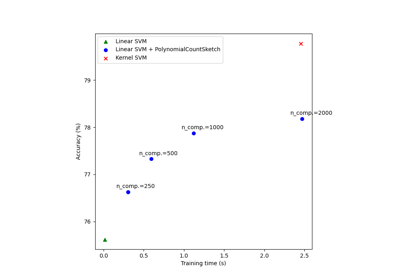 Linear SVM
Linear SVM + PolynomialCountSketch
Kernel SVM
79
n_comp.=2000
78
n_comp.=1000
n_comp.=500
77
n_comp.=250
76
Accuracy (%)
0.0 0.5 1.0 1.5 2.0 2.5
Training time (s)